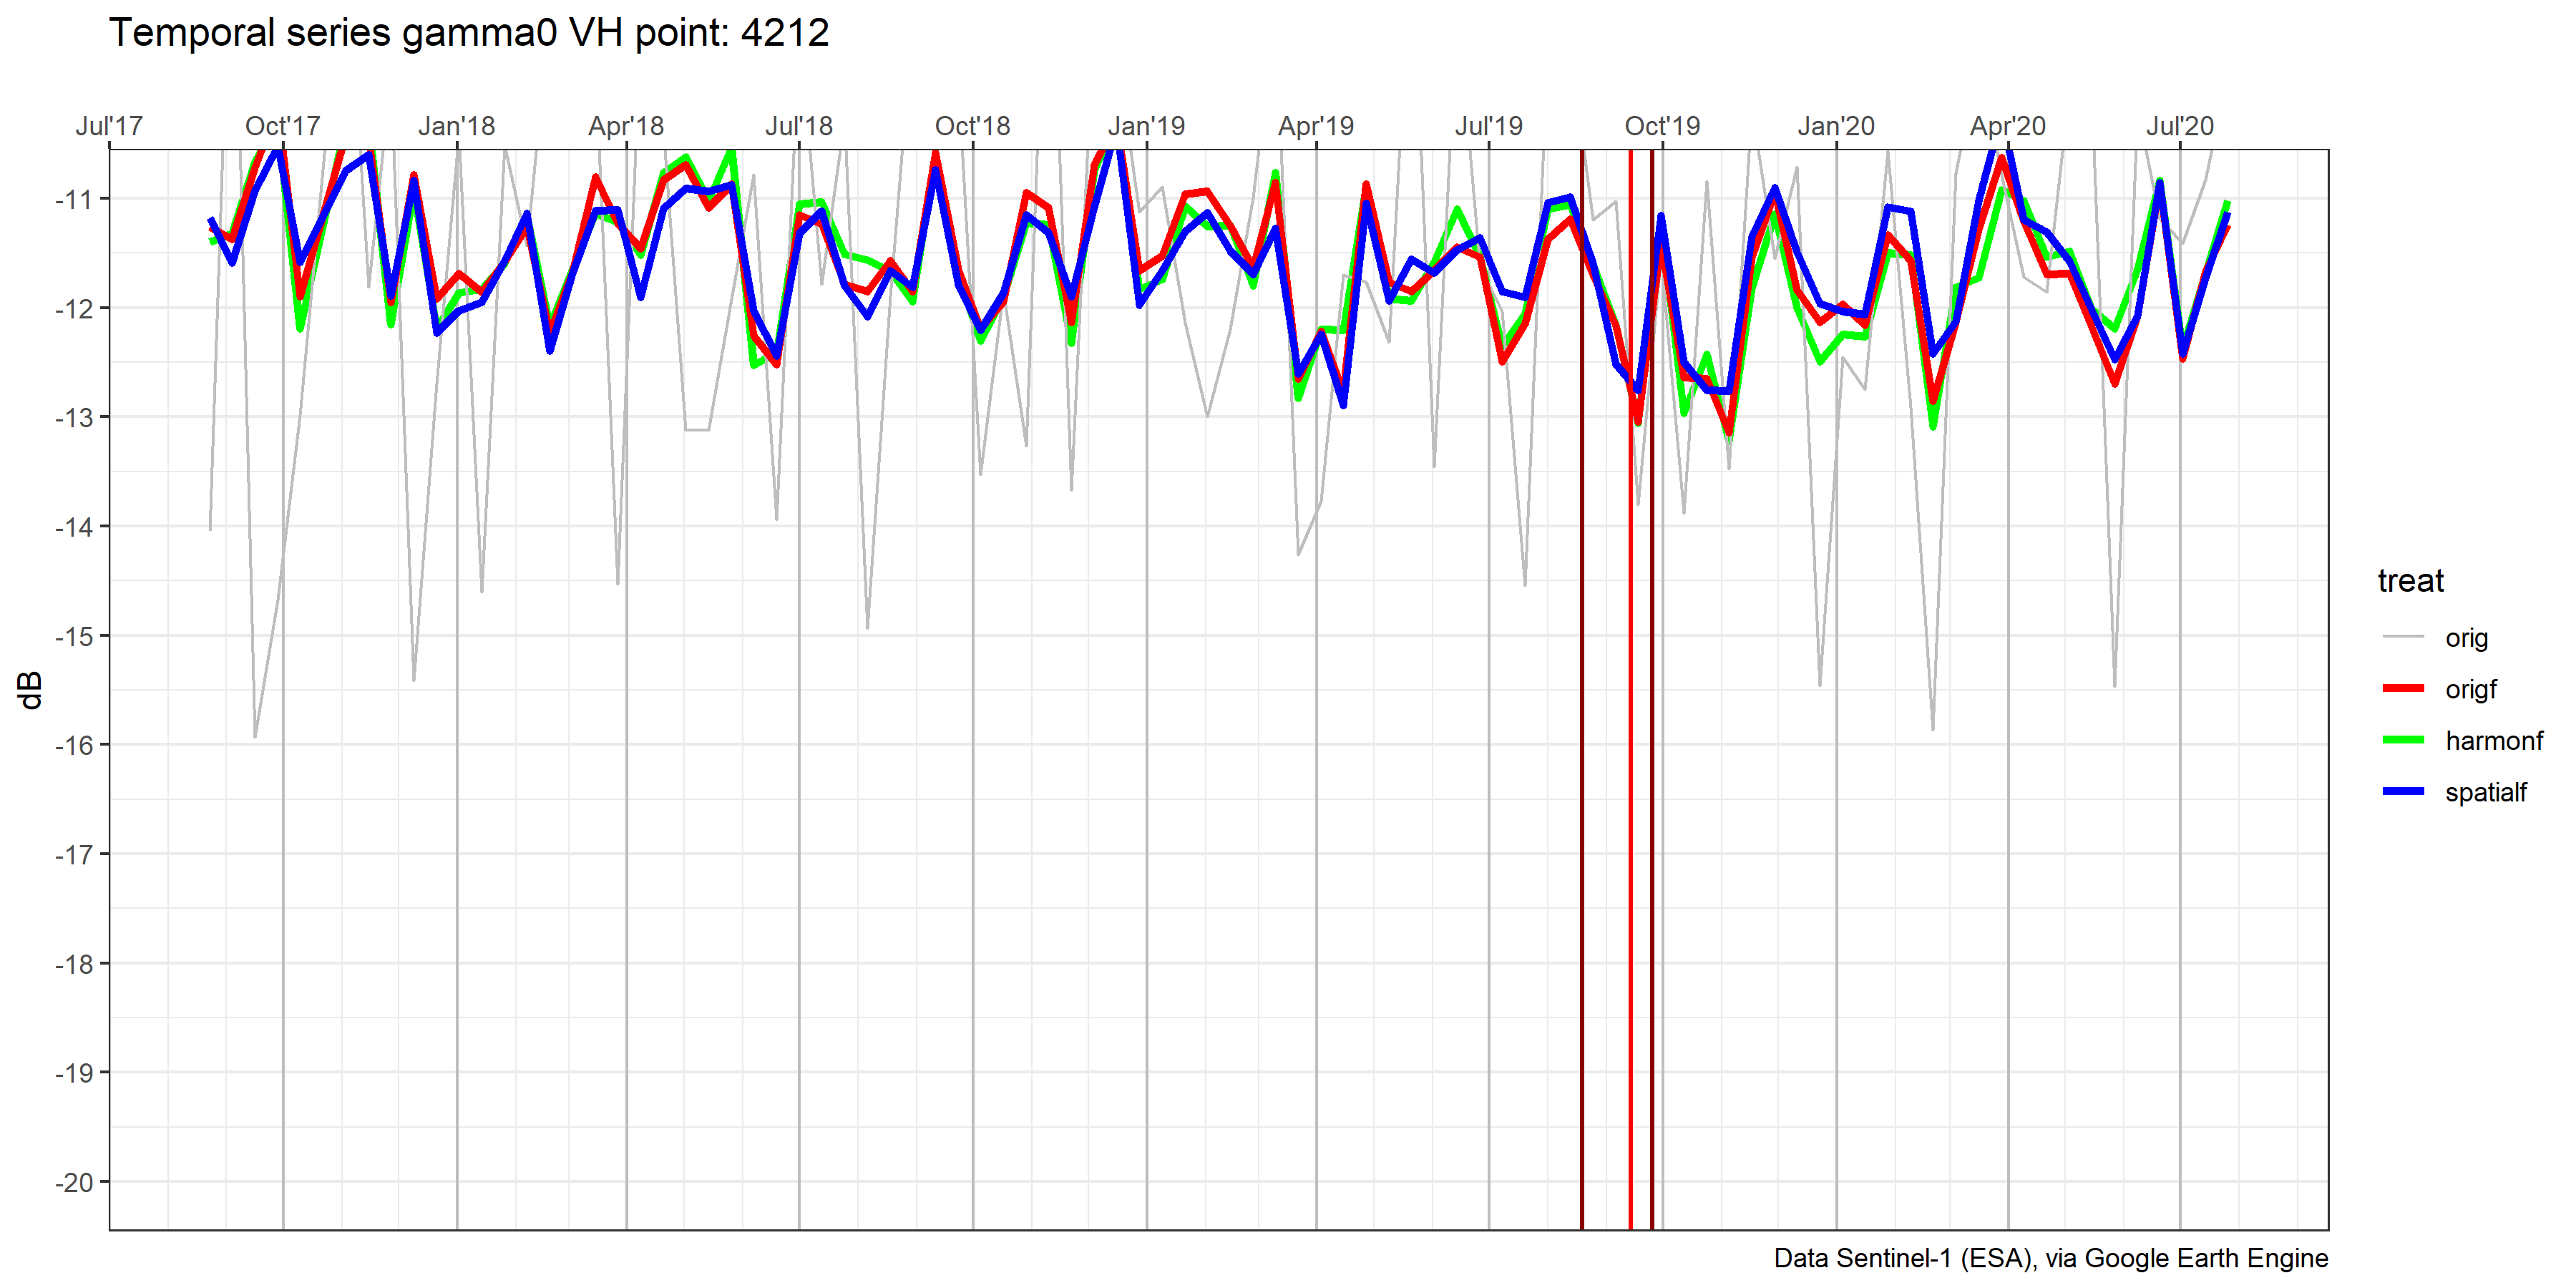 Temporal series gamma0 VH point: 4212
Jul'17 Oct'17 Jan'18 Apr'18 Jul'18 Oct'18 Jan'19 Apr'19 Jul'19 Oct'19 Jan'20 Apr'20 Jul'20
-11
-12
-13
-14
-15
-16
-17
-18
-19
-20
dB
treat
orig
origf
harmonf
spatialf
Data Sentinel-1 (ESA), via Google Earth Engine